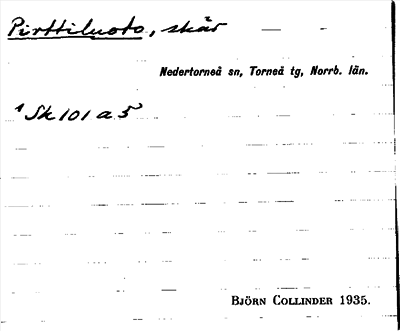 Pirttiluoto, skär
Nedertorneå sn, Torneå tg, Norrb. län.
1 Sk 101 a 5
BJÖRN COLLINDER 1935.